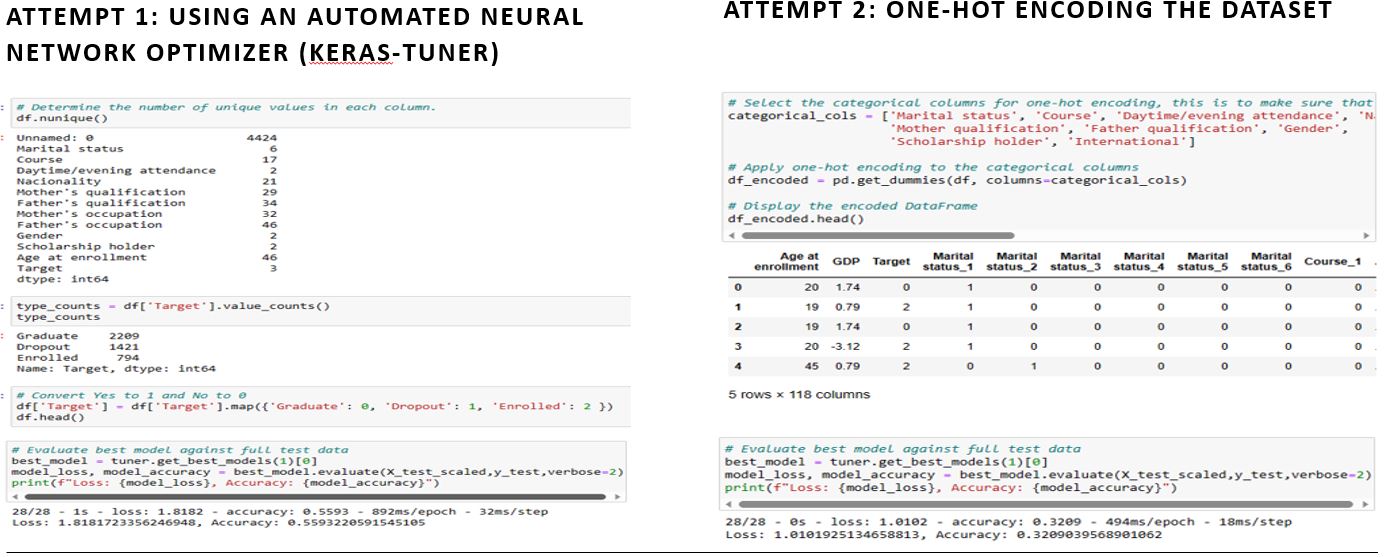 ATTEMPT 1: USING AN AUTOMATED NEURAL
NETWORK OPTIMIZER (KERAS-TUNER)
# Determine the number of unique values in each column.
df.nunique()
Unnamed: 0 4424
Marital status 6
Course 17
Daytime/evening attendance 2
Nacionality 21
Mother's qualification 29
Father's qualification 34
Mother's occupation 32
Father's occupation 46
Gender 2
Scholarship holder 2
Age at enrollment 46
Target 3
dtype: int64
type_counts = df['Target'].value_counts()
type_counts
Graduate 2209
Dropout 1421
Enrolled 794
Name: Target, dtype: int64
# Convert Yes to 1 and No to 0
df['Target'] = df['Target'].map({'Graduate': 0, 'Dropout': 1, 'Enrolled': 2 })
df.head()
# Evaluate best model against full test data
best_model = tuner.get_best_models(1)[0]
model_loss, model_accuracy = best_model.evaluate(X_test_scaled,y_test,verbose=2)
print(f"Loss: {model_loss}, Accuracy: {model_accuracy}")
28/28 - 1s - loss: 1.8182 - accuracy: 0.5593 - 892ms/epoch - 32ms/step
Loss: 1.8181723356246948, Accuracy: 0.5593220591545105
ATTEMPT 2: ONE-HOT ENCODING THE DATASET
# Select the categorical columns for one-hot encoding, this is to make sure that
categorical_cols = ['Marital status', 'Course', 'Daytime/evening attendance', 'N
'Mother qualification', 'Father qualification', 'Gender',
'Scholarship holder', 'International']
# Apply one-hot encoding to the categorical columns
df_encoded = pd.get_dummies(df, columns=categorical_cols)
# Display the encoded DataFrame
df_encoded.head()
Age at enrollment GDP Target Marital status_1 Marital status_2 Marital status_3 Marital status_4 Marital status_5 Marital status_6 Course_1 .
0 20 1.74 0 1 0 0 0 0 0 0 .
1 19 0.79 2 1 0 0 0 0 0 0 .
2 19 1.74 0 1 0 0 0 0 0 0 .
3 20 -3.12 2 1 0 0 0 0 0 0 .
4 45 0.79 2 0 1 0 0 0 0 0 .
5 rows × 118 columns
# Evaluate best model against full test data
best_model = tuner.get_best_models(1)[0]
model_loss, model_accuracy = best_model.evaluate(X_test_scaled,y_test,verbose=2)
print(f"Loss: {model_loss}, Accuracy: {model_accuracy}")
28/28 - 0s - loss: 1.0102 - accuracy: 0.3209 - 494ms/epoch - 18ms/step
Loss: 1.0101925134658813, Accuracy: 0.3209039568901062